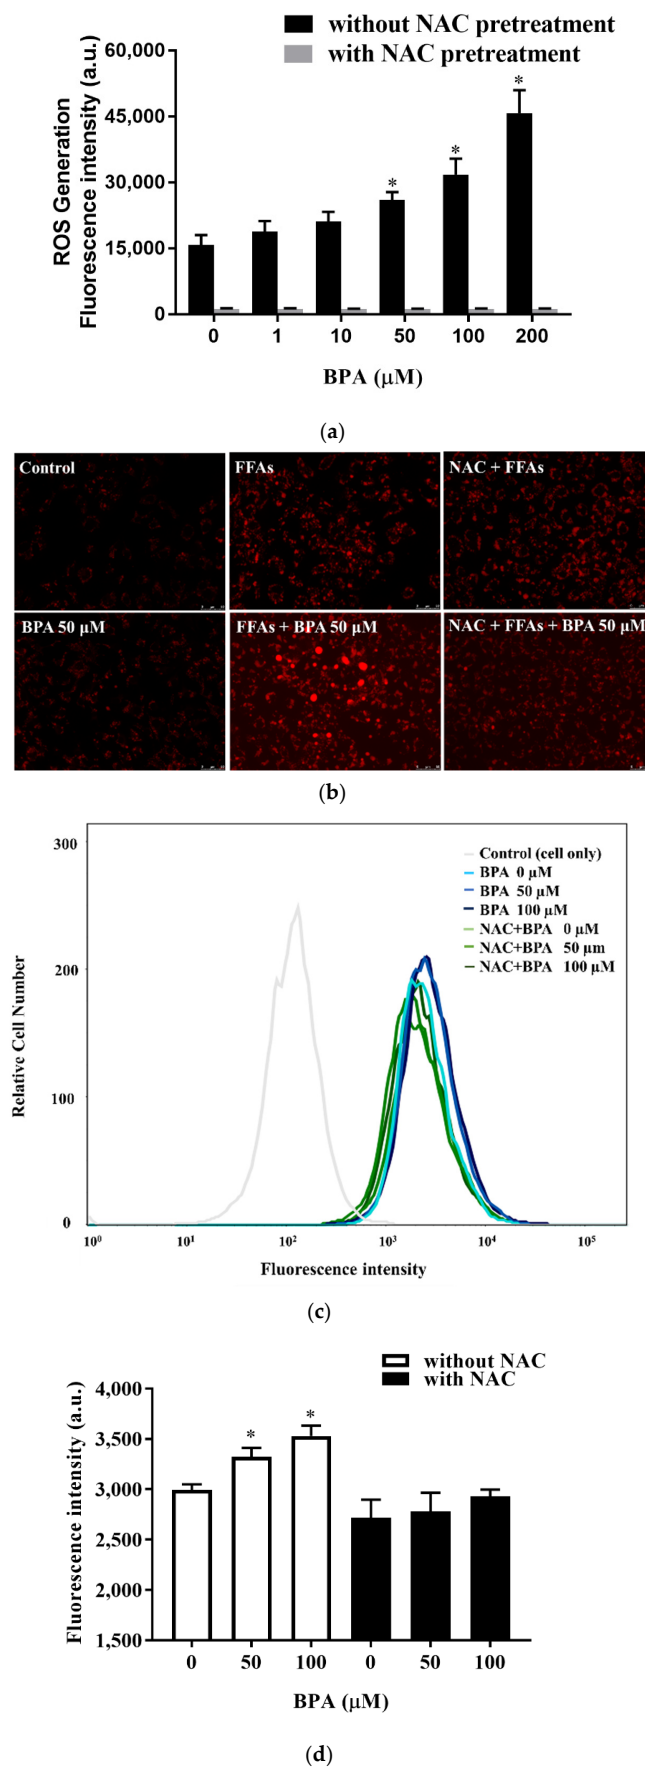 without NAC pretreatment
with NAC pretreatment
ROS Generation
Fluorescence intensity (a.u.)
60,000
45,000
30,000
15,000
0
* * *
0 1 10 50 100 200
BPA (μM)
(a)
Control FFAs NAC + FFAs
BPA 50 μM FFAs + BPA 50 μM NAC + FFAs + BPA 50 μM
(b)
Relative Cell Number
300
200
100
0
Control (cell only)
BPA 0 μM
BPA 50 μM
BPA 100 μM
NAC+BPA 0 μM
NAC+BPA 50 μm
NAC+BPA 100 μM
10⁰ 10¹ 10² 10³ 10⁴ 10⁵
Fluorescence intensity
(c)
without NAC
with NAC
Fluorescence intensity (a.u.)
4,000
3,500
3,000
2,500
2,000
1,500
* *
0 50 100 0 50 100
BPA (μM)
(d)